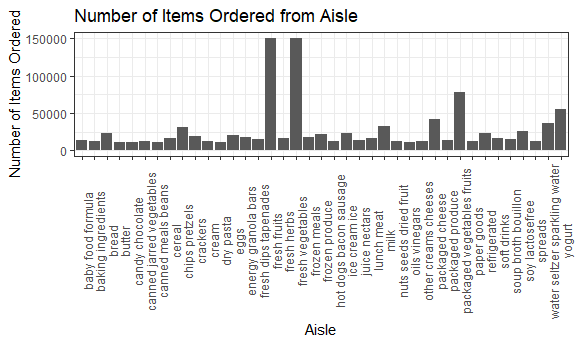 Number of Items Ordered from Aisle
Number of Items Ordered
150000
100000
50000
0
baby food formula
baking ingredients
bread
butter
candy chocolate
canned jarred vegetables
canned meals beans
cereal
chips pretzels
crackers
cream
dry pasta
eggs
energy granola bars
fresh dips tapenades
fresh fruits
fresh herbs
fresh vegetables
frozen meals
frozen produce
hot dogs bacon sausage
ice cream ice
juice nectars
lunch meat
milk
nuts seeds dried fruit
oils vinegars
other creams cheeses
packaged cheese
packaged produce
packaged vegetables fruits
paper goods
refrigerated
soft drinks
soup broth bouillon
soy lactosefree
spreads
water seltzer sparkling water
yogurt
Aisle